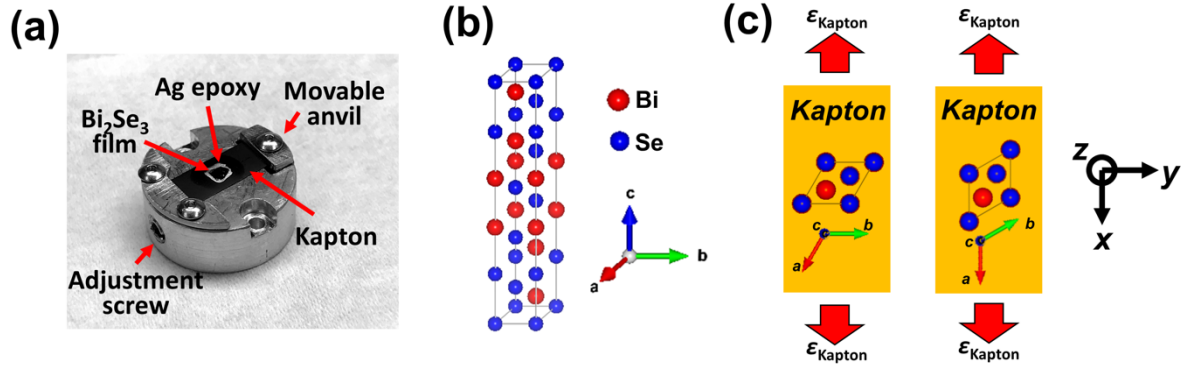 (a)
Ag epoxy
Movable
anvil
Bi2Se3
film
Kapton
Adjustment
screw
(b)
Bi
Se
c
b
a
(c)
εKapton
εKapton
Kapton
Kapton
c
b
a
c
b
a
z
y
x
εKapton
εKapton